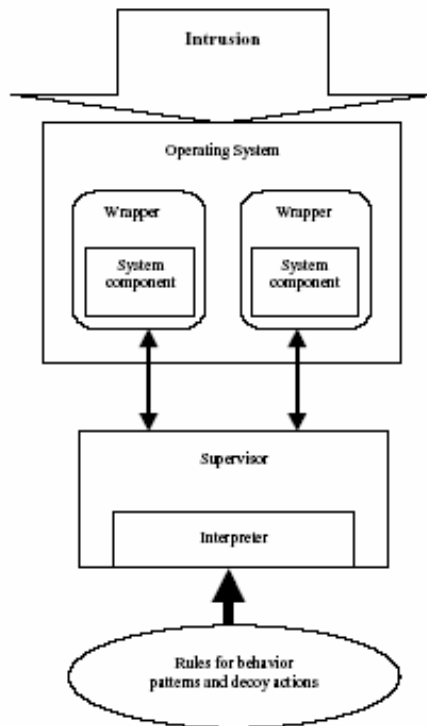 Intrusion
Operating System
Wrapper
Wrapper
System
component
System
component
Supervisor
Interpreter
Rules for behavior
patterns and decoy actions